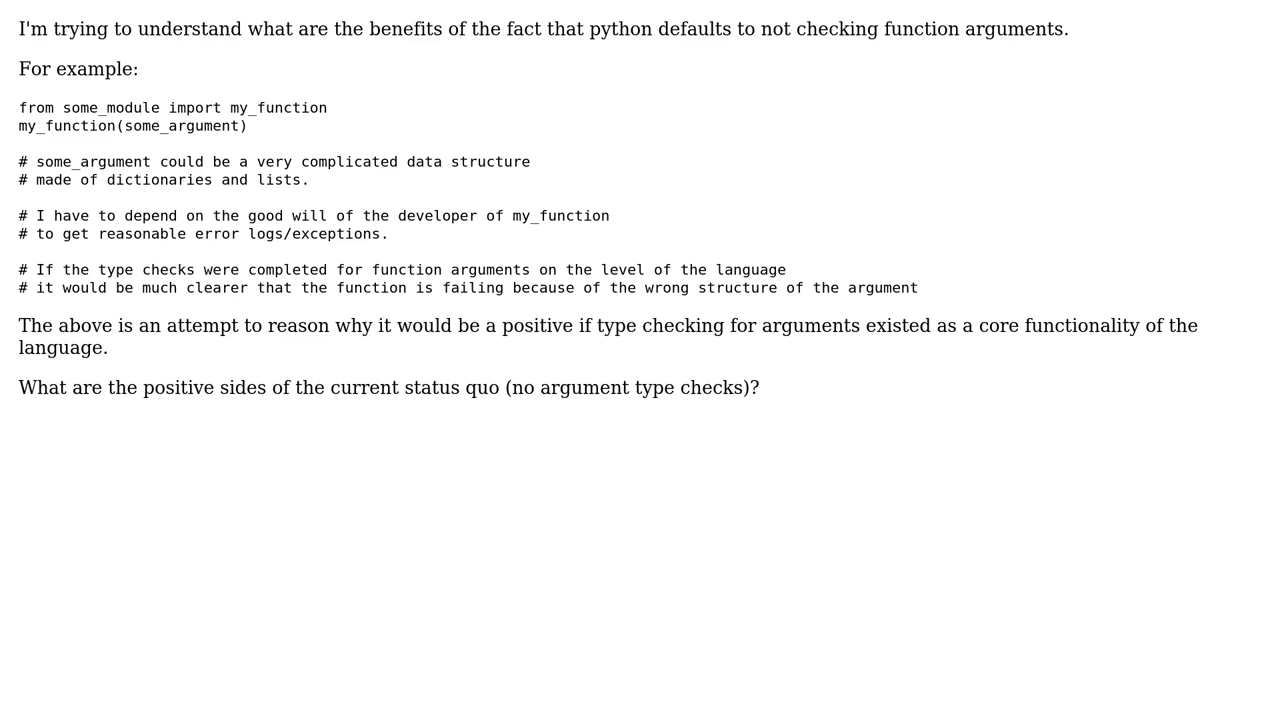 I'm trying to understand what are the benefits of the fact that python defaults to not checking function arguments.
For example:
from some_module import my_function
my_function(some_argument)
# some_argument could be a very complicated data structure
# made of dictionaries and lists.
# I have to depend on the good will of the developer of my_function
# to get reasonable error logs/exceptions.
# If the type checks were completed for function arguments on the level of the language
# it would be much clearer that the function is failing because of the wrong structure of the argument
The above is an attempt to reason why it would be a positive if type checking for arguments existed as a core functionality of the
language.
What are the positive sides of the current status quo (no argument type checks)?